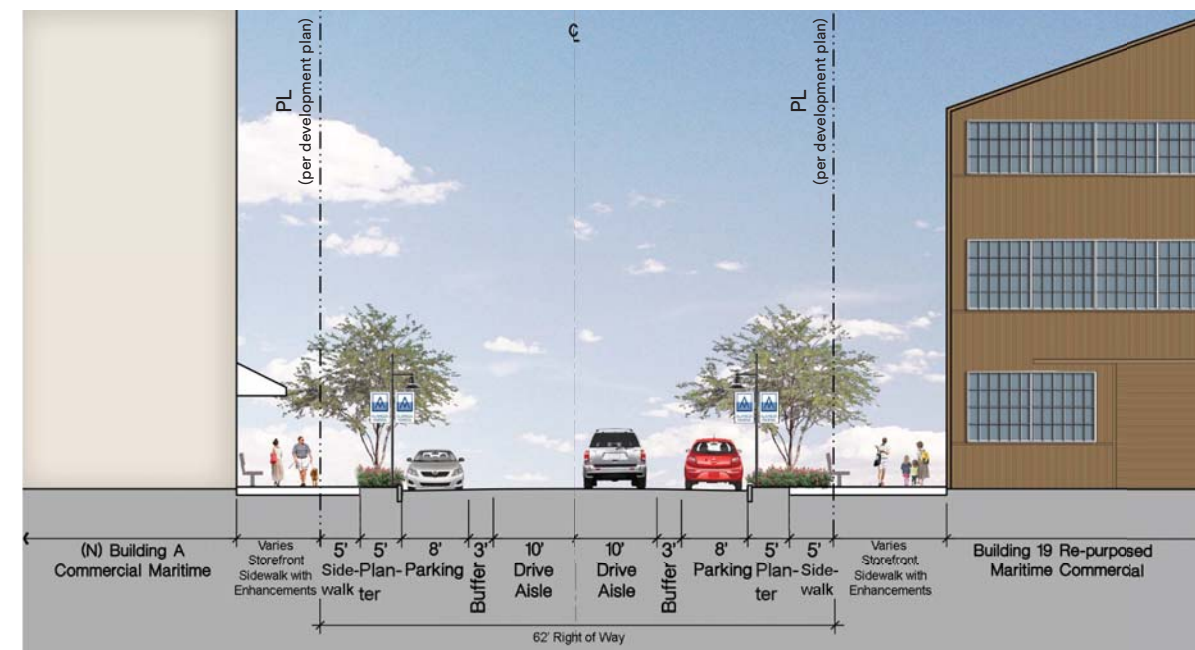 PL
(per development plan)
℄
PL
(per development plan)
(N) Building A
Commercial Maritime
Varies
Storefront
Sidewalk with
Enhancements
5'
Side-
walk
5'
Plan-
ter
8'
Parking
3'
Buffer
10'
Drive
Aisle
10'
Drive
Aisle
3'
Buffer
8'
Parking
5'
Plan-
ter
5'
Side-
walk
Varies
Storefront
Sidewalk with
Enhancements
Building 19 Re-purposed
Maritime Commercial
62' Right of Way